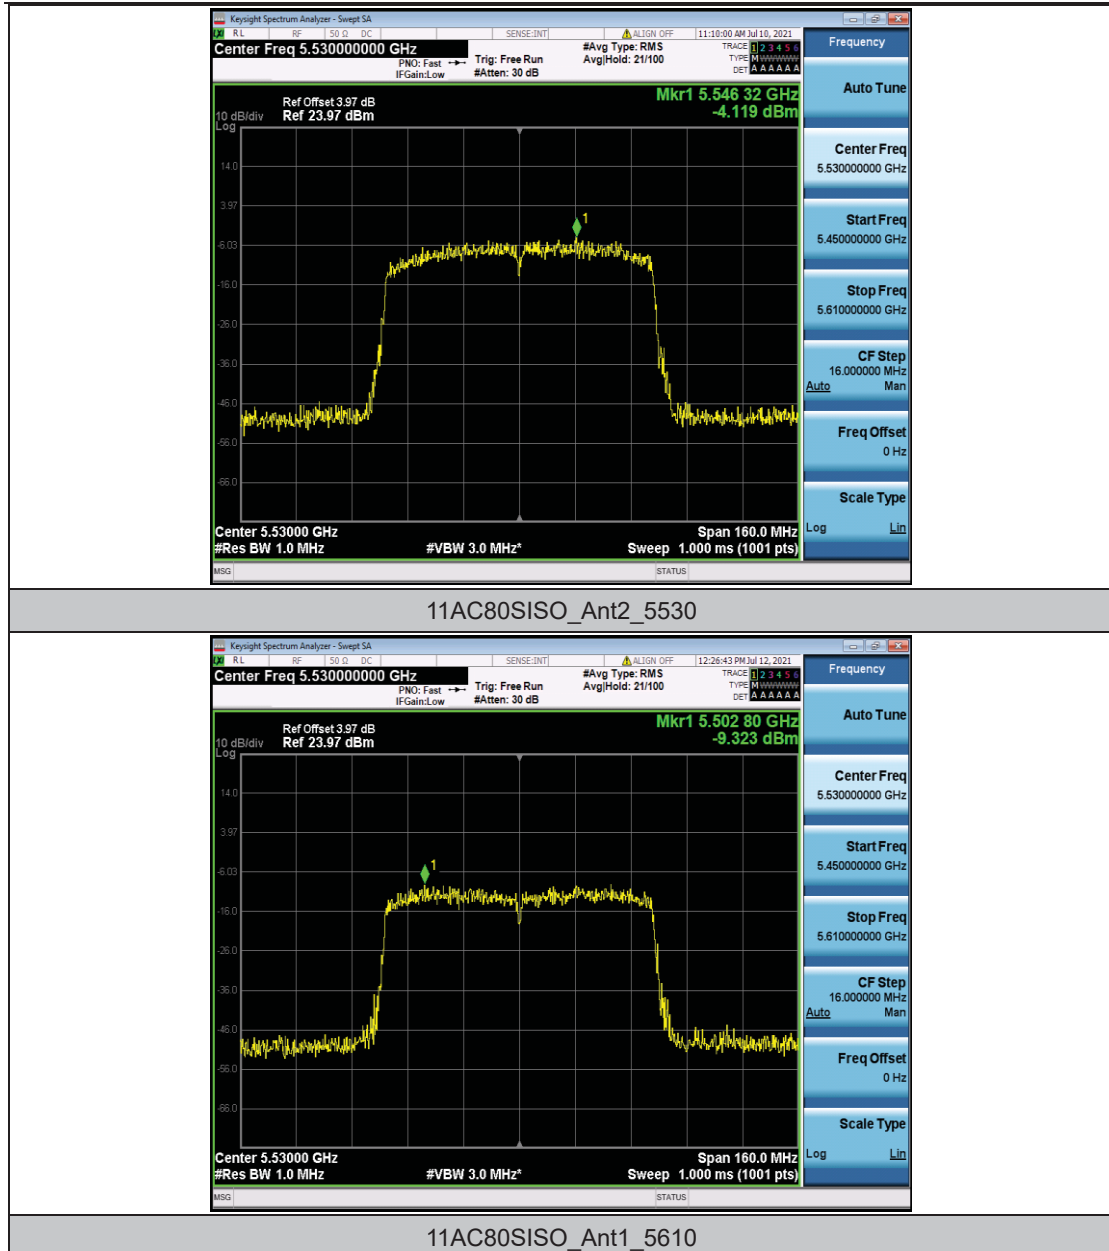 Keysight Spectrum Analyzer - Swept SA
LXI RL RF 50 Ω DC SENSE:INT ALIGN OFF 11:10:00 AM Jul 10, 2021
Center Freq 5.530000000 GHz
PNO: Fast
IFGain:Low
Trig: Free Run
#Atten: 30 dB
#Avg Type: RMS
Avg|Hold: 21/100
TRACE 1 2 3 4 5 6
TYPE M W W W W W
DET A A A A A A
Ref Offset 3.97 dB
10 dB/div Ref 23.97 dBm
Log
Mkr1 5.546 32 GHz
-4.119 dBm
1
14.0
3.97
-6.03
-16.0
-26.0
-36.0
-46.0
-56.0
-66.0
Center 5.53000 GHz Span 160.0 MHz
#Res BW 1.0 MHz #VBW 3.0 MHz* Sweep 1.000 ms (1001 pts)
MSG STATUS
Frequency
Auto Tune
Center Freq
5.530000000 GHz
Start Freq
5.450000000 GHz
Stop Freq
5.610000000 GHz
CF Step
16.000000 MHz
Auto Man
Freq Offset
0 Hz
Scale Type
Log Lin
11AC80SISO_Ant2_5530
Keysight Spectrum Analyzer - Swept SA
LXI RL RF 50 Ω DC SENSE:INT ALIGN OFF 12:26:43 PM Jul 12, 2021
Center Freq 5.530000000 GHz
PNO: Fast
IFGain:Low
Trig: Free Run
#Atten: 30 dB
#Avg Type: RMS
Avg|Hold: 21/100
TRACE 1 2 3 4 5 6
TYPE M W W W W W
DET A A A A A A
Ref Offset 3.97 dB
10 dB/div Ref 23.97 dBm
Log
Mkr1 5.502 80 GHz
-9.323 dBm
1
14.0
3.97
-6.03
-16.0
-26.0
-36.0
-46.0
-56.0
-66.0
Center 5.53000 GHz Span 160.0 MHz
#Res BW 1.0 MHz #VBW 3.0 MHz* Sweep 1.000 ms (1001 pts)
MSG STATUS
Frequency
Auto Tune
Center Freq
5.530000000 GHz
Start Freq
5.450000000 GHz
Stop Freq
5.610000000 GHz
CF Step
16.000000 MHz
Auto Man
Freq Offset
0 Hz
Scale Type
Log Lin
11AC80SISO_Ant1_5610